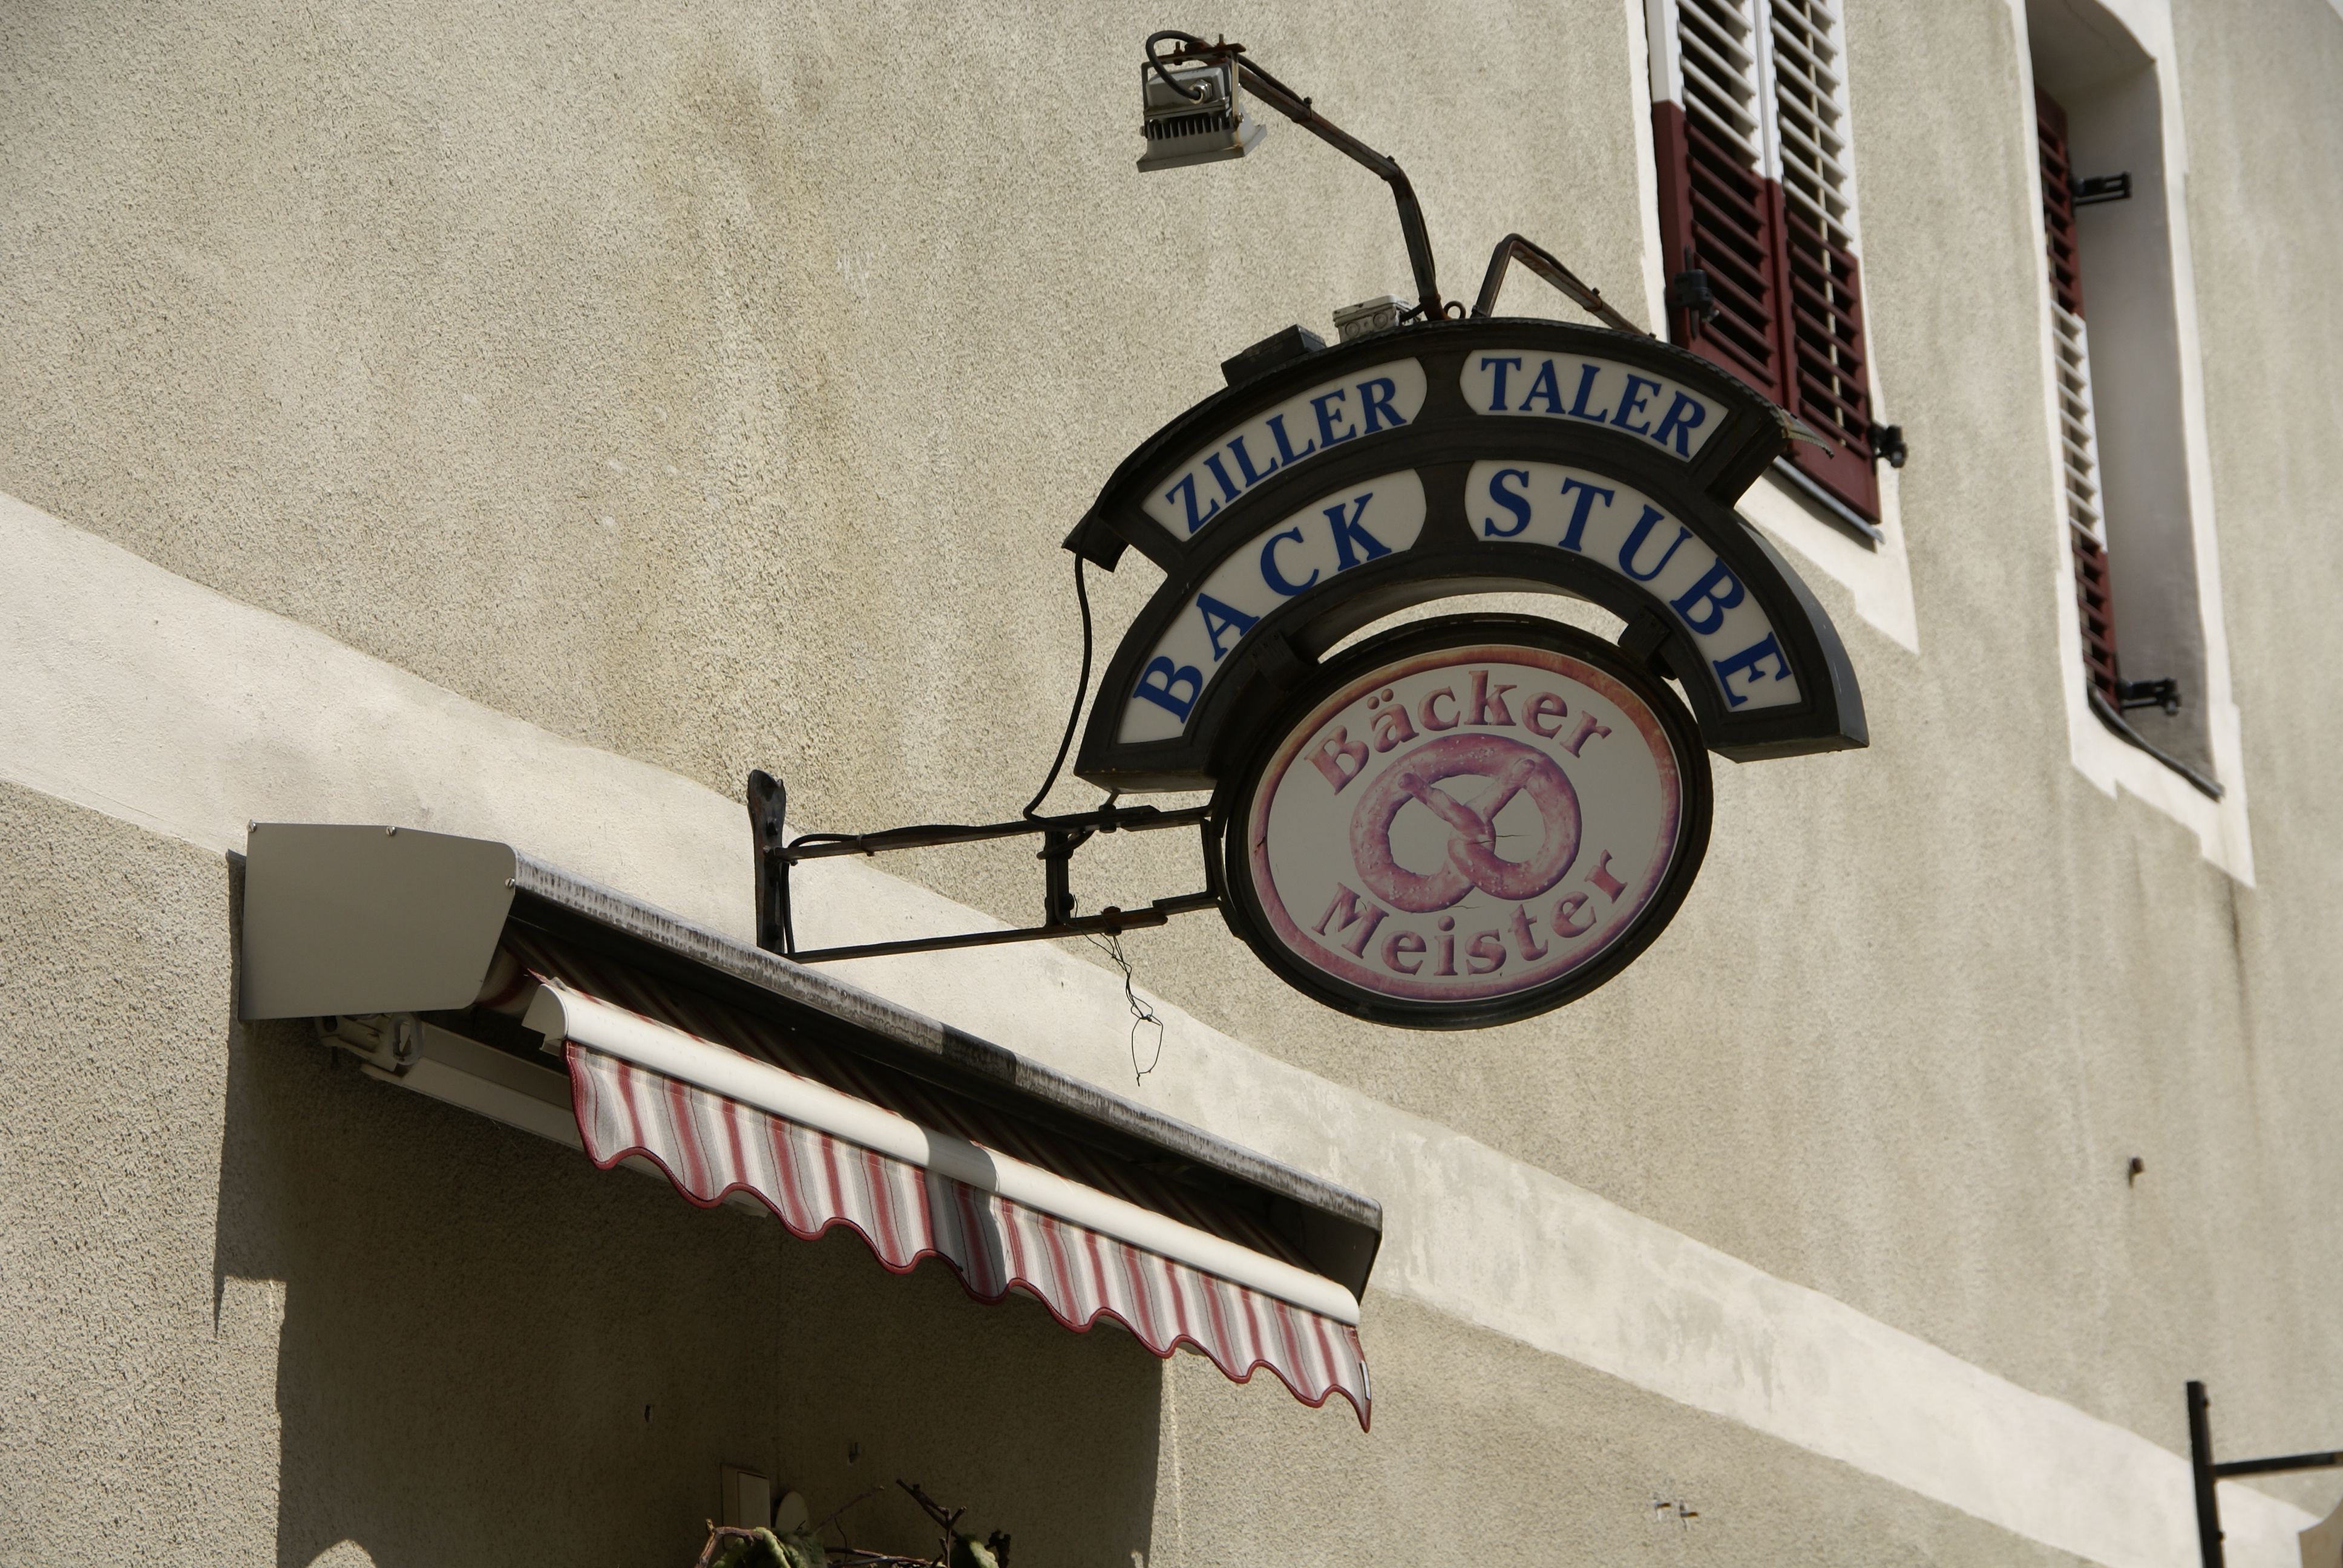 ZILLER TALER
BACK STUBE
Bäcker
Meister